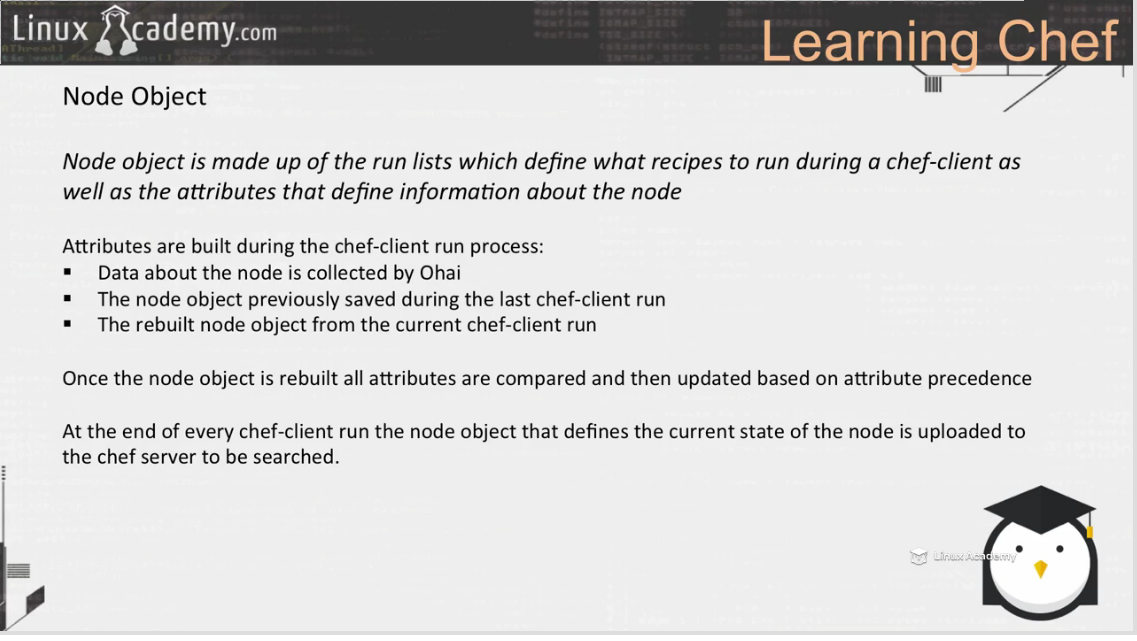 Linux Academy.com
Learning Chef
Node Object
Node object is made up of the run lists which define what recipes to run during a chef-client as
well as the attributes that define information about the node
Attributes are built during the chef-client run process:
▪ Data about the node is collected by Ohai
▪ The node object previously saved during the last chef-client run
▪ The rebuilt node object from the current chef-client run
Once the node object is rebuilt all attributes are compared and then updated based on attribute precedence
At the end of every chef-client run the node object that defines the current state of the node is uploaded to
the chef server to be searched.
Linux Academy